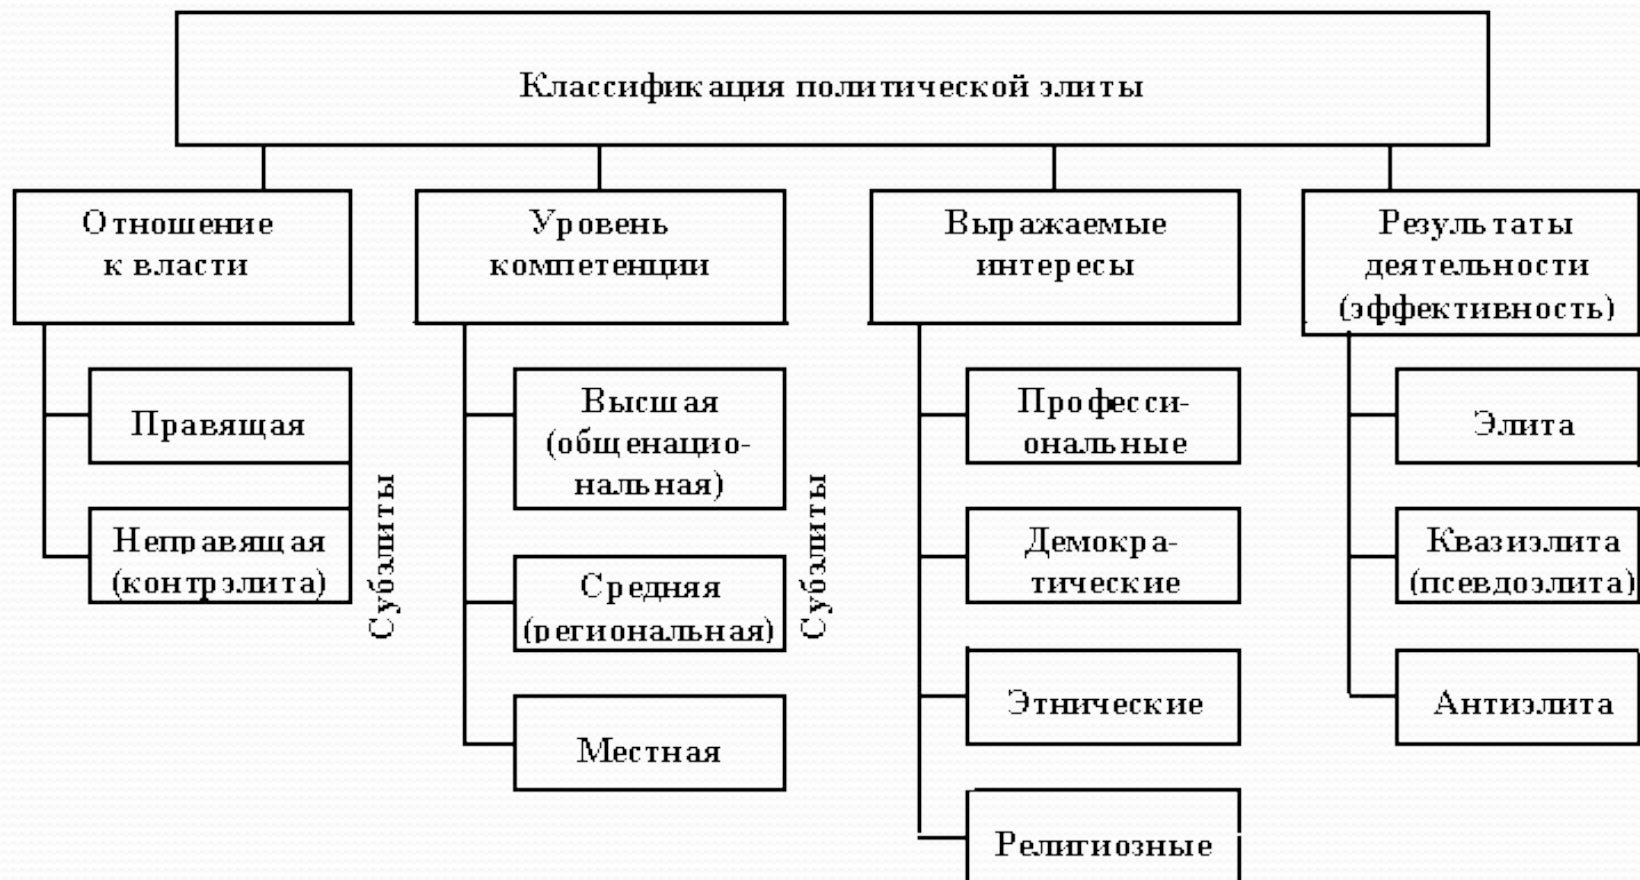 Классификация политической элиты
Отношение
к власти
Правящая
Неправящая
(контрэлита)
Субэлиты
Уровень
компетенции
Высшая
(общенацио-
нальная)
Средняя
(региональная)
Местная
Субэлиты
Выражаемые
интересы
Професси-
ональные
Демокра-
тические
Этнические
Религиозные
Результаты
деятельности
(эффективность)
Элита
Квазиэлита
(псевдоэлита)
Антиэлита